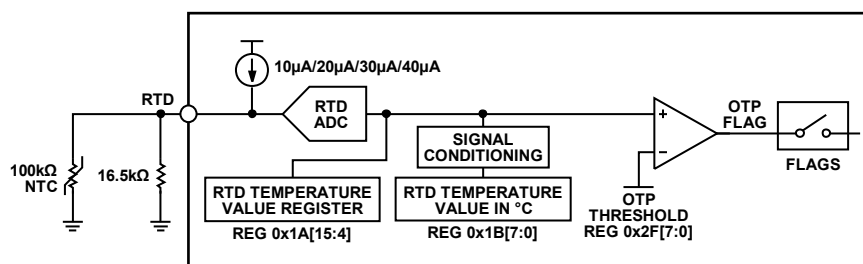 10µA/20µA/30µA/40µA
RTD
RTD
ADC
OTP
FLAG
+
−
SIGNAL
CONDITIONING
FLAGS
100kΩ
NTC
16.5kΩ
RTD TEMPERATURE
VALUE REGISTER
REG 0x1A[15:4]
RTD TEMPERATURE
VALUE IN °C
REG 0x1B[7:0]
OTP
THRESHOLD
REG 0x2F[7:0]